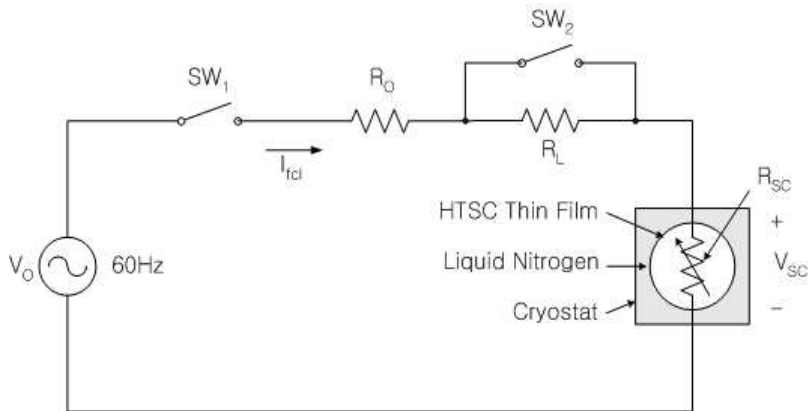 SW2
SW1
RO
RL
Ifcl
RSC
HTSC Thin Film
+
VO
60Hz
Liquid Nitrogen
VSC
Cryostat
−